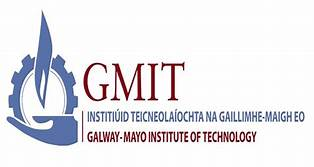 GMIT
INSTITIÚID TEICNEOLAÍOCHTA NA GAILLIMHE-MAIGH EO
GALWAY-MAYO INSTITUTE OF TECHNOLOGY